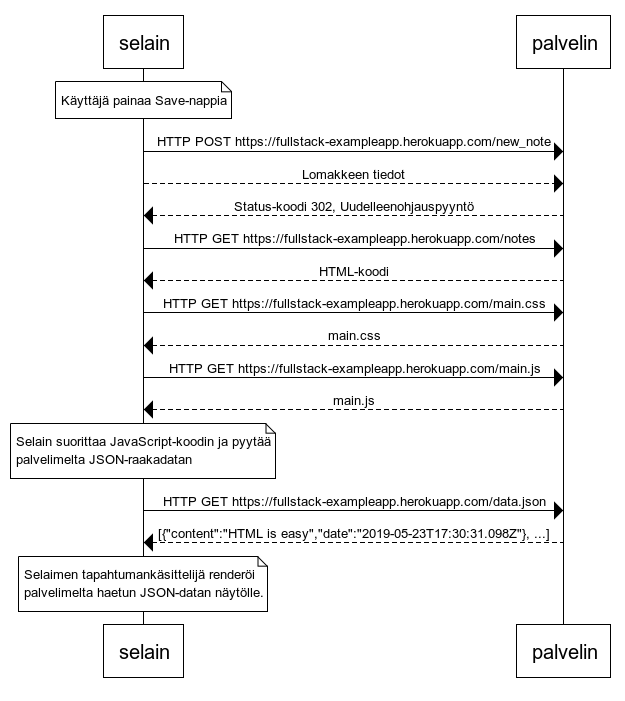 selain
palvelin
Käyttäjä painaa Save-nappia
HTTP POST https://fullstack-exampleapp.herokuapp.com/new_note
Lomakkeen tiedot
Status-koodi 302, Uudelleenohjauspyyntö
HTTP GET https://fullstack-exampleapp.herokuapp.com/notes
HTML-koodi
HTTP GET https://fullstack-exampleapp.herokuapp.com/main.css
main.css
HTTP GET https://fullstack-exampleapp.herokuapp.com/main.js
main.js
Selain suorittaa JavaScript-koodin ja pyytää
palvelimelta JSON-raakadatan
HTTP GET https://fullstack-exampleapp.herokuapp.com/data.json
[{"content":"HTML is easy","date":"2019-05-23T17:30:31.098Z"}, ...]
Selaimen tapahtumankäsittelijä renderöi
palvelimelta haetun JSON-datan näytölle.
selain
palvelin